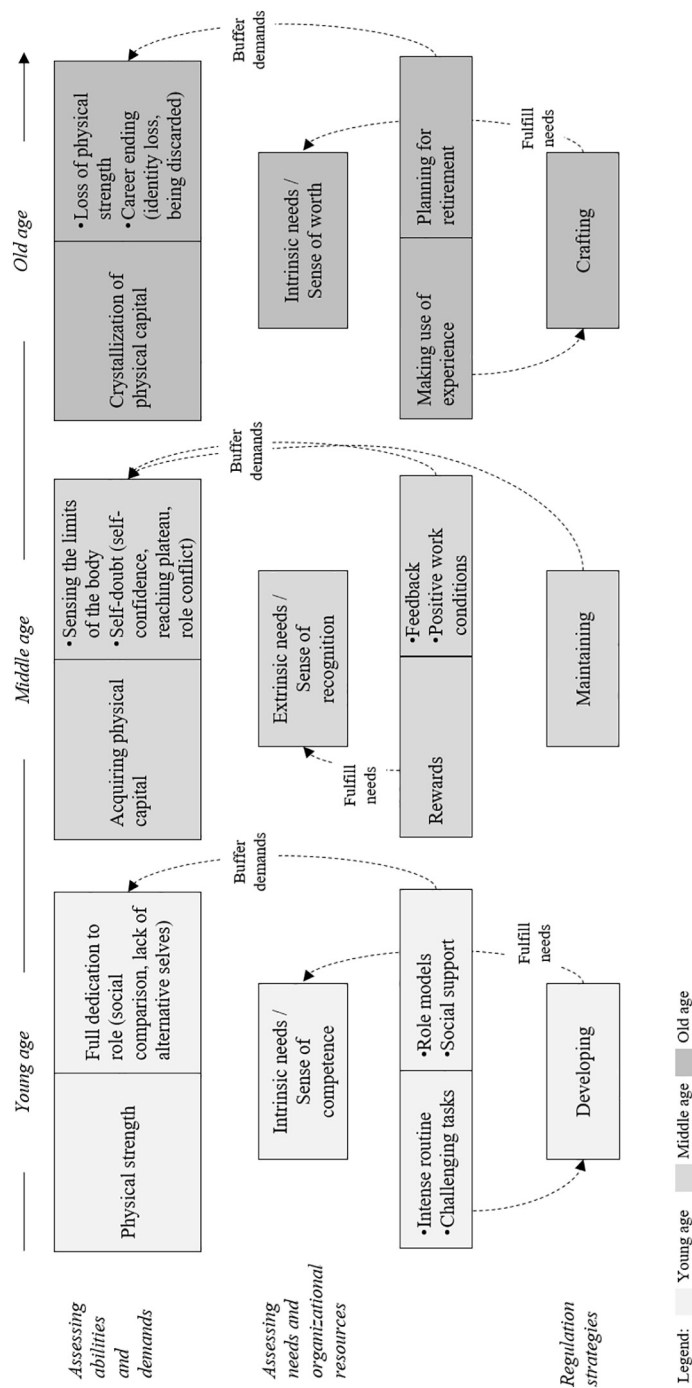 Young age
Middle age
Old age
Assessing
abilities
and
demands
Physical strength
Full dedication to
role (social
comparison, lack of
alternative selves)
Acquiring physical
capital
•Sensing the limits
of the body
•Self-doubt (self-
confidence,
reaching plateau,
role conflict)
Crystallization of
physical capital
•Loss of physical
strength
•Career ending
(identity loss,
being discarded)
Buffer
demands
Buffer
demands
Buffer
demands
Assessing
needs and
organizational
resources
Intrinsic needs /
Sense of
competence
Extrinsic needs /
Sense of
recognition
Intrinsic needs /
Sense of worth
Fulfill
needs
•Intense routine
•Challenging tasks
•Role models
•Social support
Rewards
•Feedback
•Positive work
conditions
Making use of
experience
Planning for
retirement
Fulfill
needs
Fulfill
needs
Regulation
strategies
Developing
Maintaining
Crafting
Legend:
Young age
Middle age
Old age